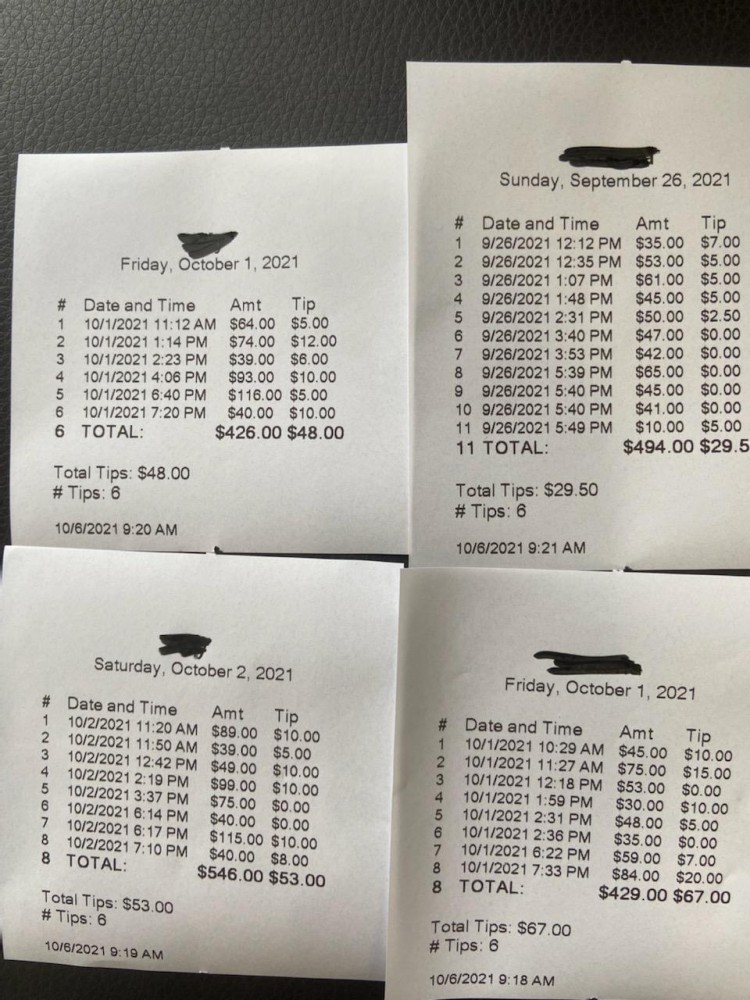 Friday, October 1, 2021
# Date and Time Amt Tip
1 10/1/2021 11:12 AM $64.00 $5.00
2 10/1/2021 1:14 PM $74.00 $12.00
3 10/1/2021 2:23 PM $39.00 $6.00
4 10/1/2021 4:06 PM $93.00 $10.00
5 10/1/2021 6:40 PM $116.00 $5.00
6 10/1/2021 7:20 PM $40.00 $10.00
6 TOTAL: $426.00 $48.00
Total Tips: $48.00
# Tips: 6
10/6/2021 9:20 AM
Sunday, September 26, 2021
# Date and Time Amt Tip
1 9/26/2021 12:12 PM $35.00 $7.00
2 9/26/2021 12:35 PM $53.00 $5.00
3 9/26/2021 1:07 PM $61.00 $5.00
4 9/26/2021 1:48 PM $45.00 $5.00
5 9/26/2021 2:31 PM $50.00 $2.50
6 9/26/2021 3:40 PM $47.00 $0.00
7 9/26/2021 3:53 PM $42.00 $0.00
8 9/26/2021 5:39 PM $65.00 $0.00
9 9/26/2021 5:40 PM $45.00 $0.00
10 9/26/2021 5:40 PM $41.00 $0.00
11 9/26/2021 5:49 PM $10.00 $5.00
11 TOTAL: $494.00 $29.5
Total Tips: $29.50
# Tips: 6
10/6/2021 9:21 AM
Saturday, October 2, 2021
# Date and Time Amt Tip
1 10/2/2021 11:20 AM $89.00 $10.00
2 10/2/2021 11:50 AM $39.00 $5.00
3 10/2/2021 12:42 PM $49.00 $10.00
4 10/2/2021 2:19 PM $99.00 $10.00
5 10/2/2021 3:37 PM $75.00 $0.00
6 10/2/2021 6:14 PM $40.00 $0.00
7 10/2/2021 6:17 PM $115.00 $10.00
8 10/2/2021 7:10 PM $40.00 $8.00
8 TOTAL: $546.00 $53.00
Total Tips: $53.00
# Tips: 6
10/6/2021 9:19 AM
Friday, October 1, 2021
# Date and Time Amt Tip
1 10/1/2021 10:29 AM $45.00 $10.00
2 10/1/2021 11:27 AM $75.00 $15.00
3 10/1/2021 12:18 PM $53.00 $0.00
4 10/1/2021 1:59 PM $30.00 $10.00
5 10/1/2021 2:31 PM $48.00 $5.00
6 10/1/2021 2:36 PM $35.00 $0.00
7 10/1/2021 6:22 PM $59.00 $7.00
8 10/1/2021 7:33 PM $84.00 $20.00
8 TOTAL: $429.00 $67.00
Total Tips: $67.00
# Tips: 6
10/6/2021 9:18 AM